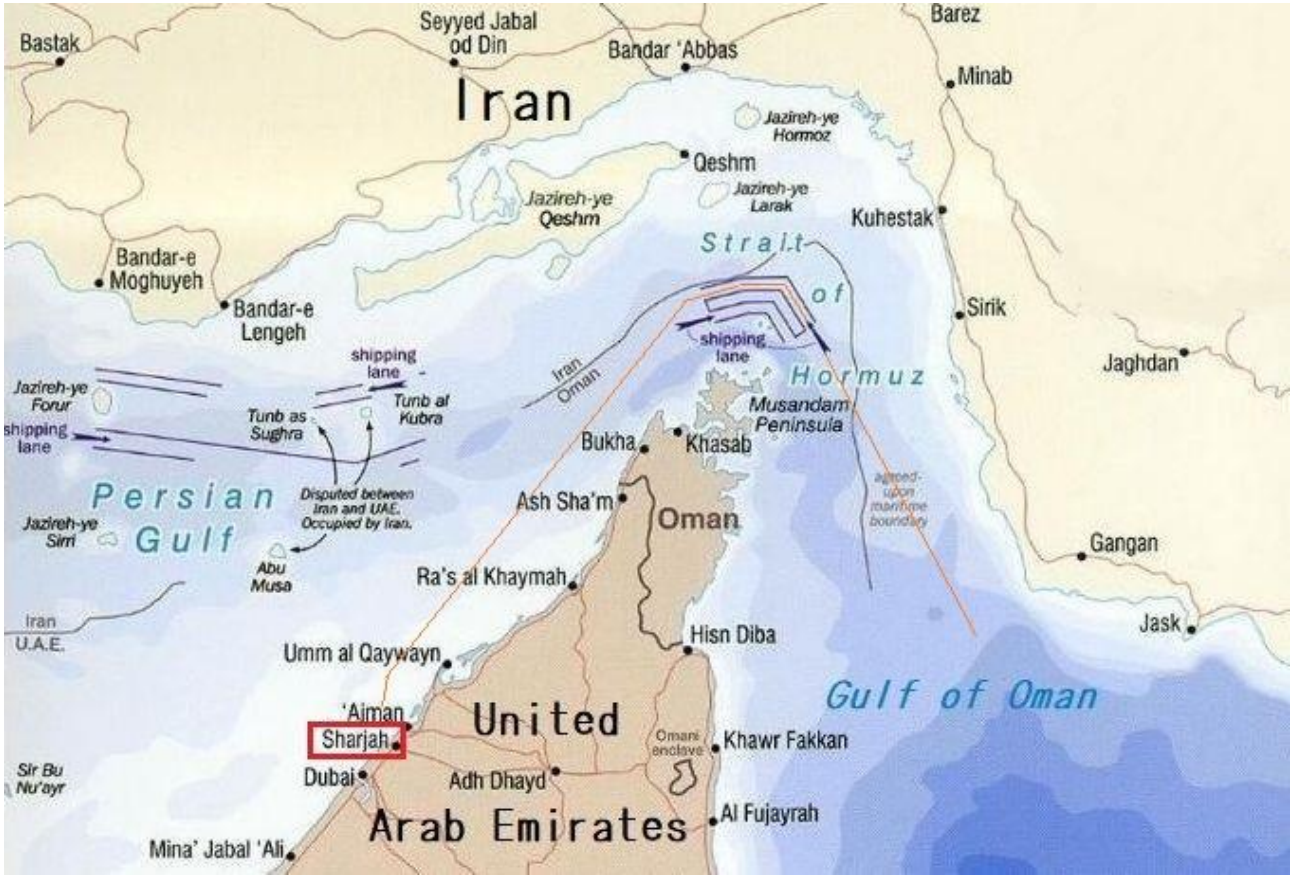 Bastak
Seyyed Jabal
od Din
Bandar 'Abbas
Barez
Minab
Iran
Jazireh-ye
Hormoz
Qeshm
Jazireh-ye
Qeshm
Jazireh-ye
Larak
Kuhestak
Bandar-e
Moghuyeh
Bandar-e
Lengeh
Strait
of
Hormuz
Sirik
shipping
lane
Iran
Oman
shipping
lane
Jaghdan
Jazireh-ye
Forur
Tunb as
Sughra
Tunb al
Kubra
Musandam
Peninsula
shipping
lane
Bukha
Khasab
Persian
Gulf
Disputed between
Iran and UAE.
Occupied by Iran.
Ash Sha'm
Oman
agreed-
upon
maritime
boundary
Jazireh-ye
Sirri
Abu
Musa
Gangan
Ra's al Khaymah
Iran
U.A.E.
Hisn Diba
Jask
Umm al Qaywayn
Gulf of Oman
'Ajman
United
Sharjah
Omani
enclave
Khawr Fakkan
Sir Bu
Nu'ayr
Dubai
Adh Dhayd
Arab Emirates
Al Fujayrah
Mina' Jabal 'Ali